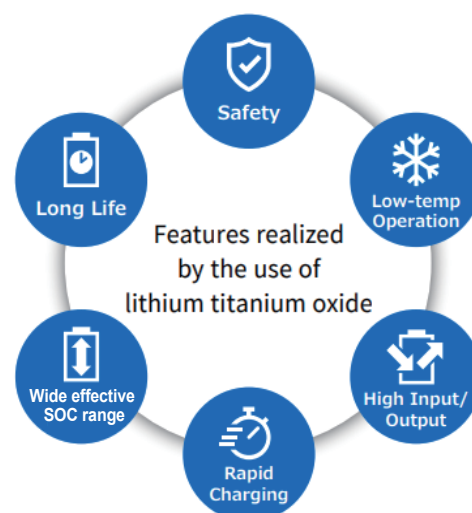 Safety
Low-temp
Operation
High Input/
Output
Rapid
Charging
Wide effective
SOC range
Long Life
Features realized
by the use of
lithium titanium oxide